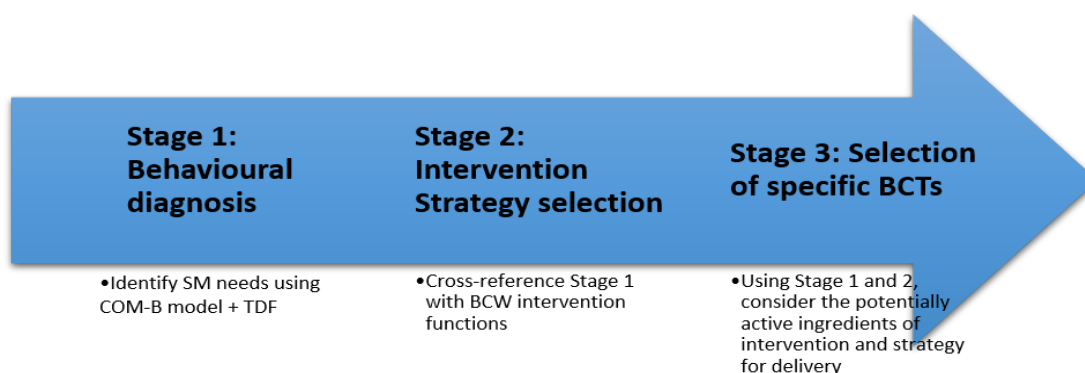 Stage 1:
Behavioural
diagnosis
•Identify SM needs using
COM-B model + TDF
Stage 2:
Intervention
Strategy selection
•Cross-reference Stage 1
with BCW intervention
functions
Stage 3: Selection
of specific BCTs
•Using Stage 1 and 2,
consider the potentially
active ingredients of
intervention and strategy
for delivery